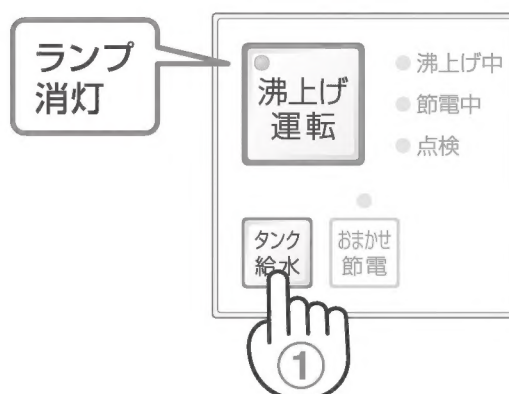 ランプ
消灯
沸上げ
運転
沸上げ中
節電中
点検
タンク
給水
おまかせ
節電
①